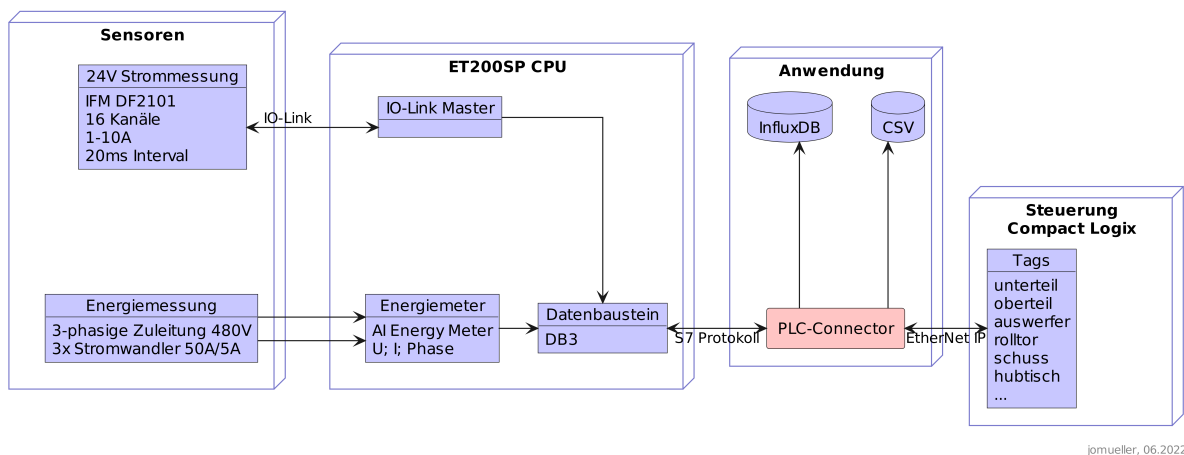 Sensoren
24V Strommessung
IFM DF2101
16 Kanäle
1-10A
20ms Interval
IO-Link
Energiemessung
3-phasige Zuleitung 480V
3x Stromwandler 50A/5A
ET200SP CPU
IO-Link Master
Energiemeter
AI Energy Meter
U; I; Phase
Datenbaustein
DB3
S7 Protokoll
Anwendung
InfluxDB
CSV
PLC-Connector
EtherNet IP
Steuerung
Compact Logix
Tags
unterteil
oberteil
auswerfer
rolltor
schuss
hubtisch
...
jomueller, 06.2022